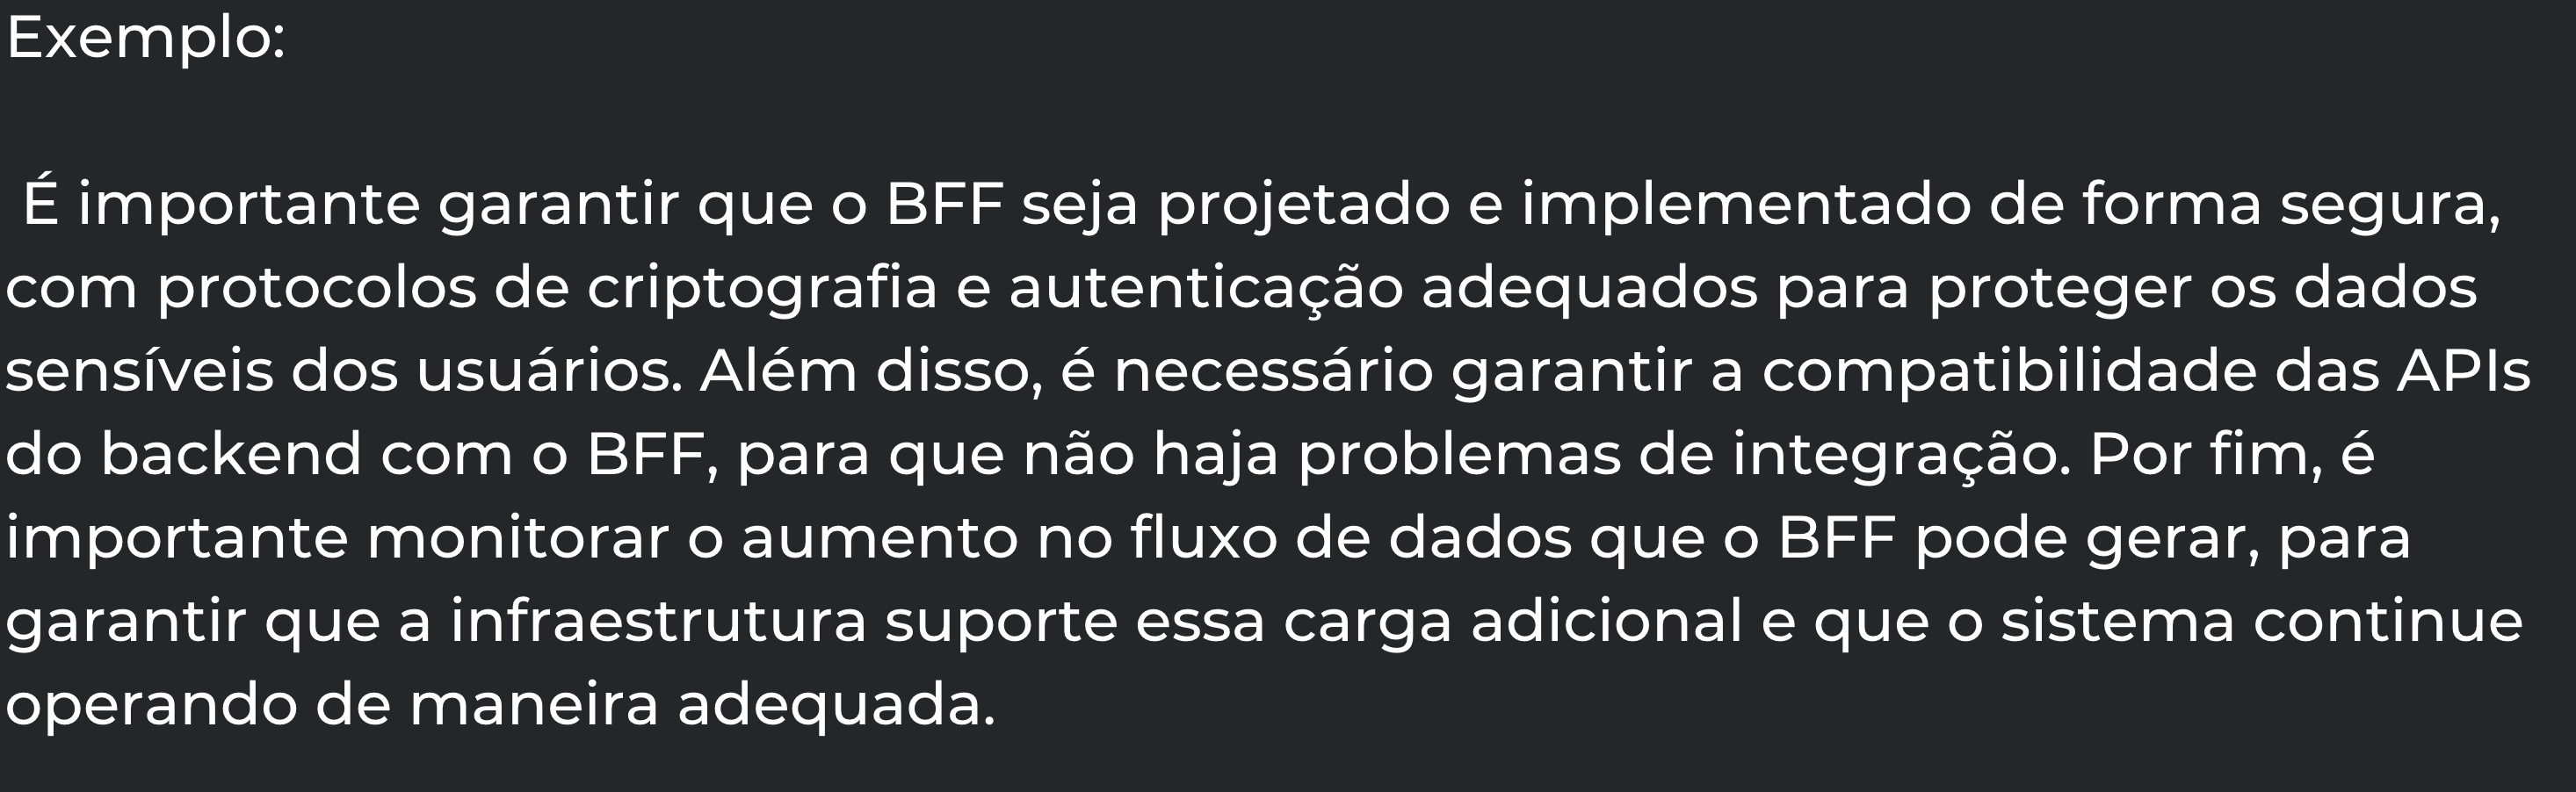 Exemplo:
É importante garantir que o BFF seja projetado e implementado de forma segura,
com protocolos de criptografia e autenticação adequados para proteger os dados
sensíveis dos usuários. Além disso, é necessário garantir a compatibilidade das APIs
do backend com o BFF, para que não haja problemas de integração. Por fim, é
importante monitorar o aumento no fluxo de dados que o BFF pode gerar, para
garantir que a infraestrutura suporte essa carga adicional e que o sistema continue
operando de maneira adequada.